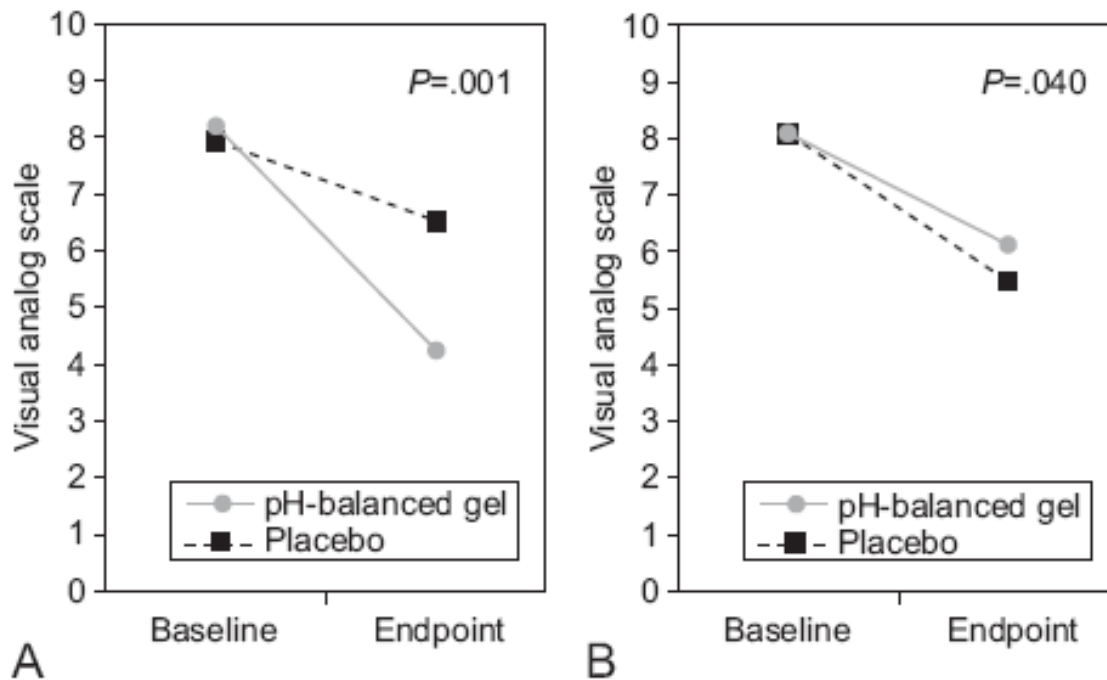 10
9
8
7
6
5
4
3
2
1
0
Visual analog scale
P=.001
pH-balanced gel
Placebo
Baseline Endpoint
A
10
9
8
7
6
5
4
3
2
1
0
Visual analog scale
P=.040
pH-balanced gel
Placebo
Baseline Endpoint
B